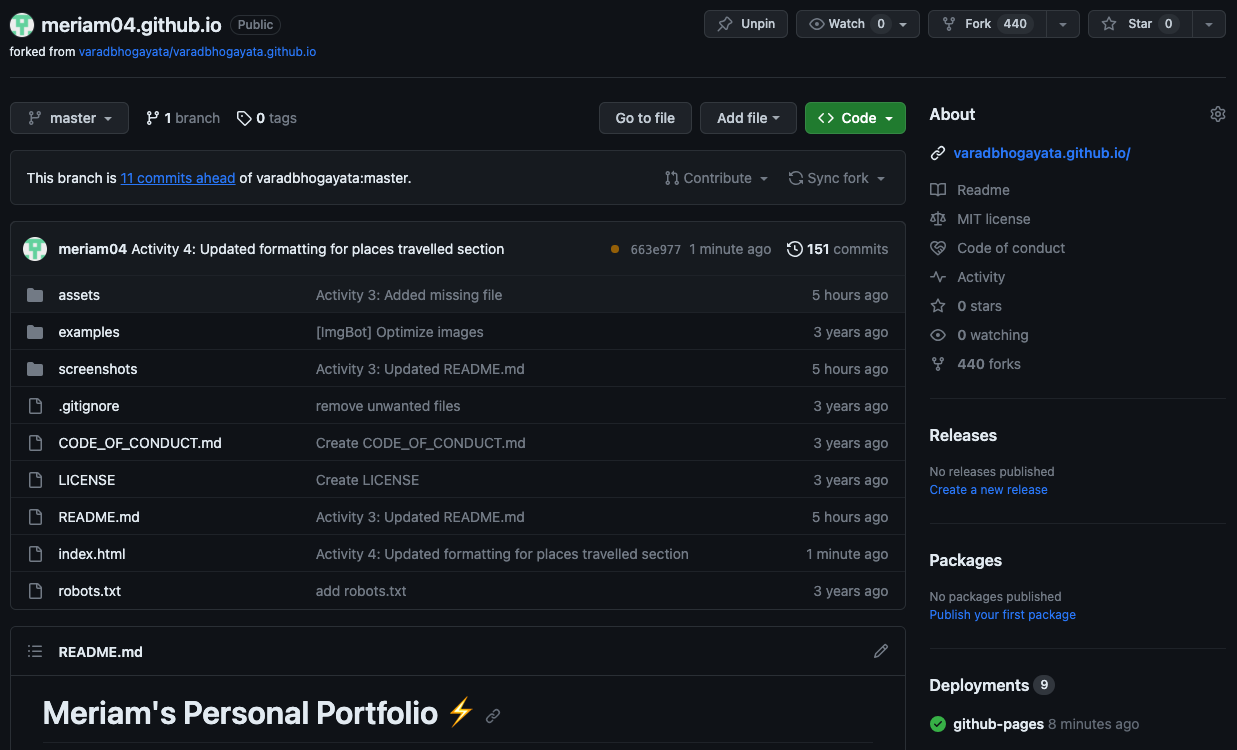 meriam04.github.io Public Unpin Watch 0 Fork 440 Star 0
forked from varadbhogayata/varadbhogayata.github.io
master 1 branch 0 tags Go to file Add file <> Code
This branch is 11 commits ahead of varadbhogayata:master. Contribute Sync fork
meriam04 Activity 4: Updated formatting for places travelled section 663e977 1 minute ago 151 commits
assets Activity 3: Added missing file 5 hours ago
examples [ImgBot] Optimize images 3 years ago
screenshots Activity 3: Updated README.md 5 hours ago
.gitignore remove unwanted files 3 years ago
CODE_OF_CONDUCT.md Create CODE_OF_CONDUCT.md 3 years ago
LICENSE Create LICENSE 3 years ago
README.md Activity 3: Updated README.md 5 hours ago
index.html Activity 4: Updated formatting for places travelled section 1 minute ago
robots.txt add robots.txt 3 years ago
README.md
Meriam's Personal Portfolio ⚡
About
varadbhogayata.github.io/
Readme
MIT license
Code of conduct
Activity
0 stars
0 watching
440 forks
Releases
No releases published
Create a new release
Packages
No packages published
Publish your first package
Deployments 9
github-pages 8 minutes ago